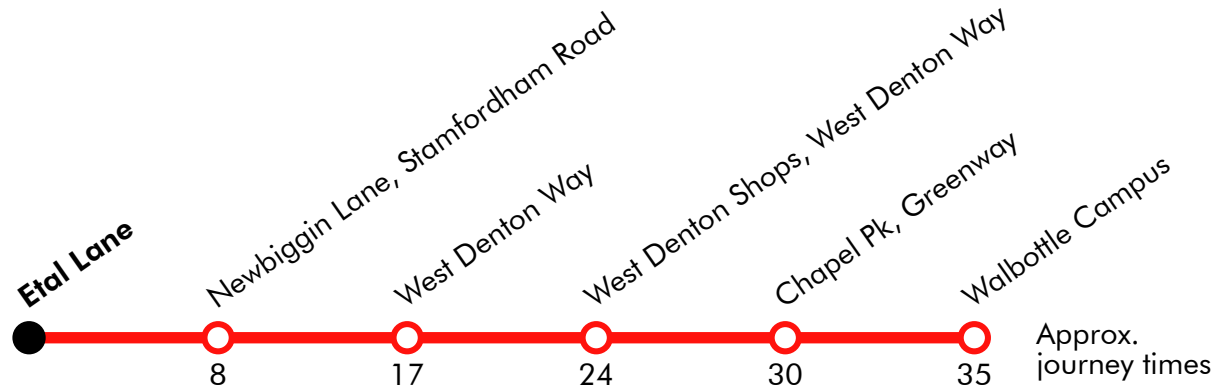 Etal Lane
Newbiggin Lane, Stamfordham Road
West Denton Way
West Denton Shops, West Denton Way
Chapel Pk, Greenway
Walbottle Campus
8
17
24
30
35
Approx.
journey times